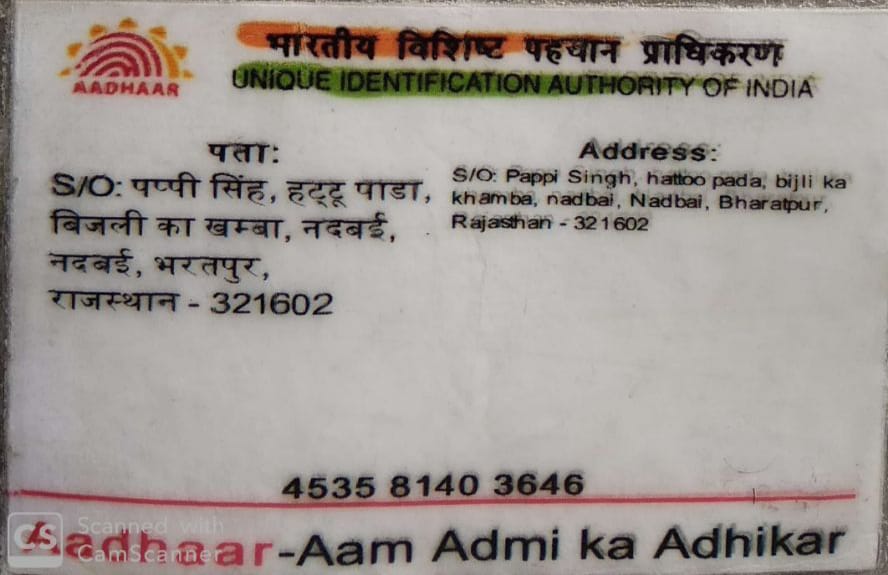 AADHAAR
भारतीय विशिष्ट पहचान प्राधिकरण
UNIQUE IDENTIFICATION AUTHORITY OF INDIA
पता:
S/O: पप्पी सिंह, हट्टू पाडा,
बिजली का खम्बा, नदबई,
नदबई, भरतपुर,
राजस्थान - 321602
Address:
S/O: Pappi Singh, hattoo pada, bijli ka
khamba, nadbai, Nadbai, Bharatpur,
Rajasthan - 321602
4535 8140 3646
Aadhaar-Aam Admi ka Adhikar
CS Scanned with
CamScanner